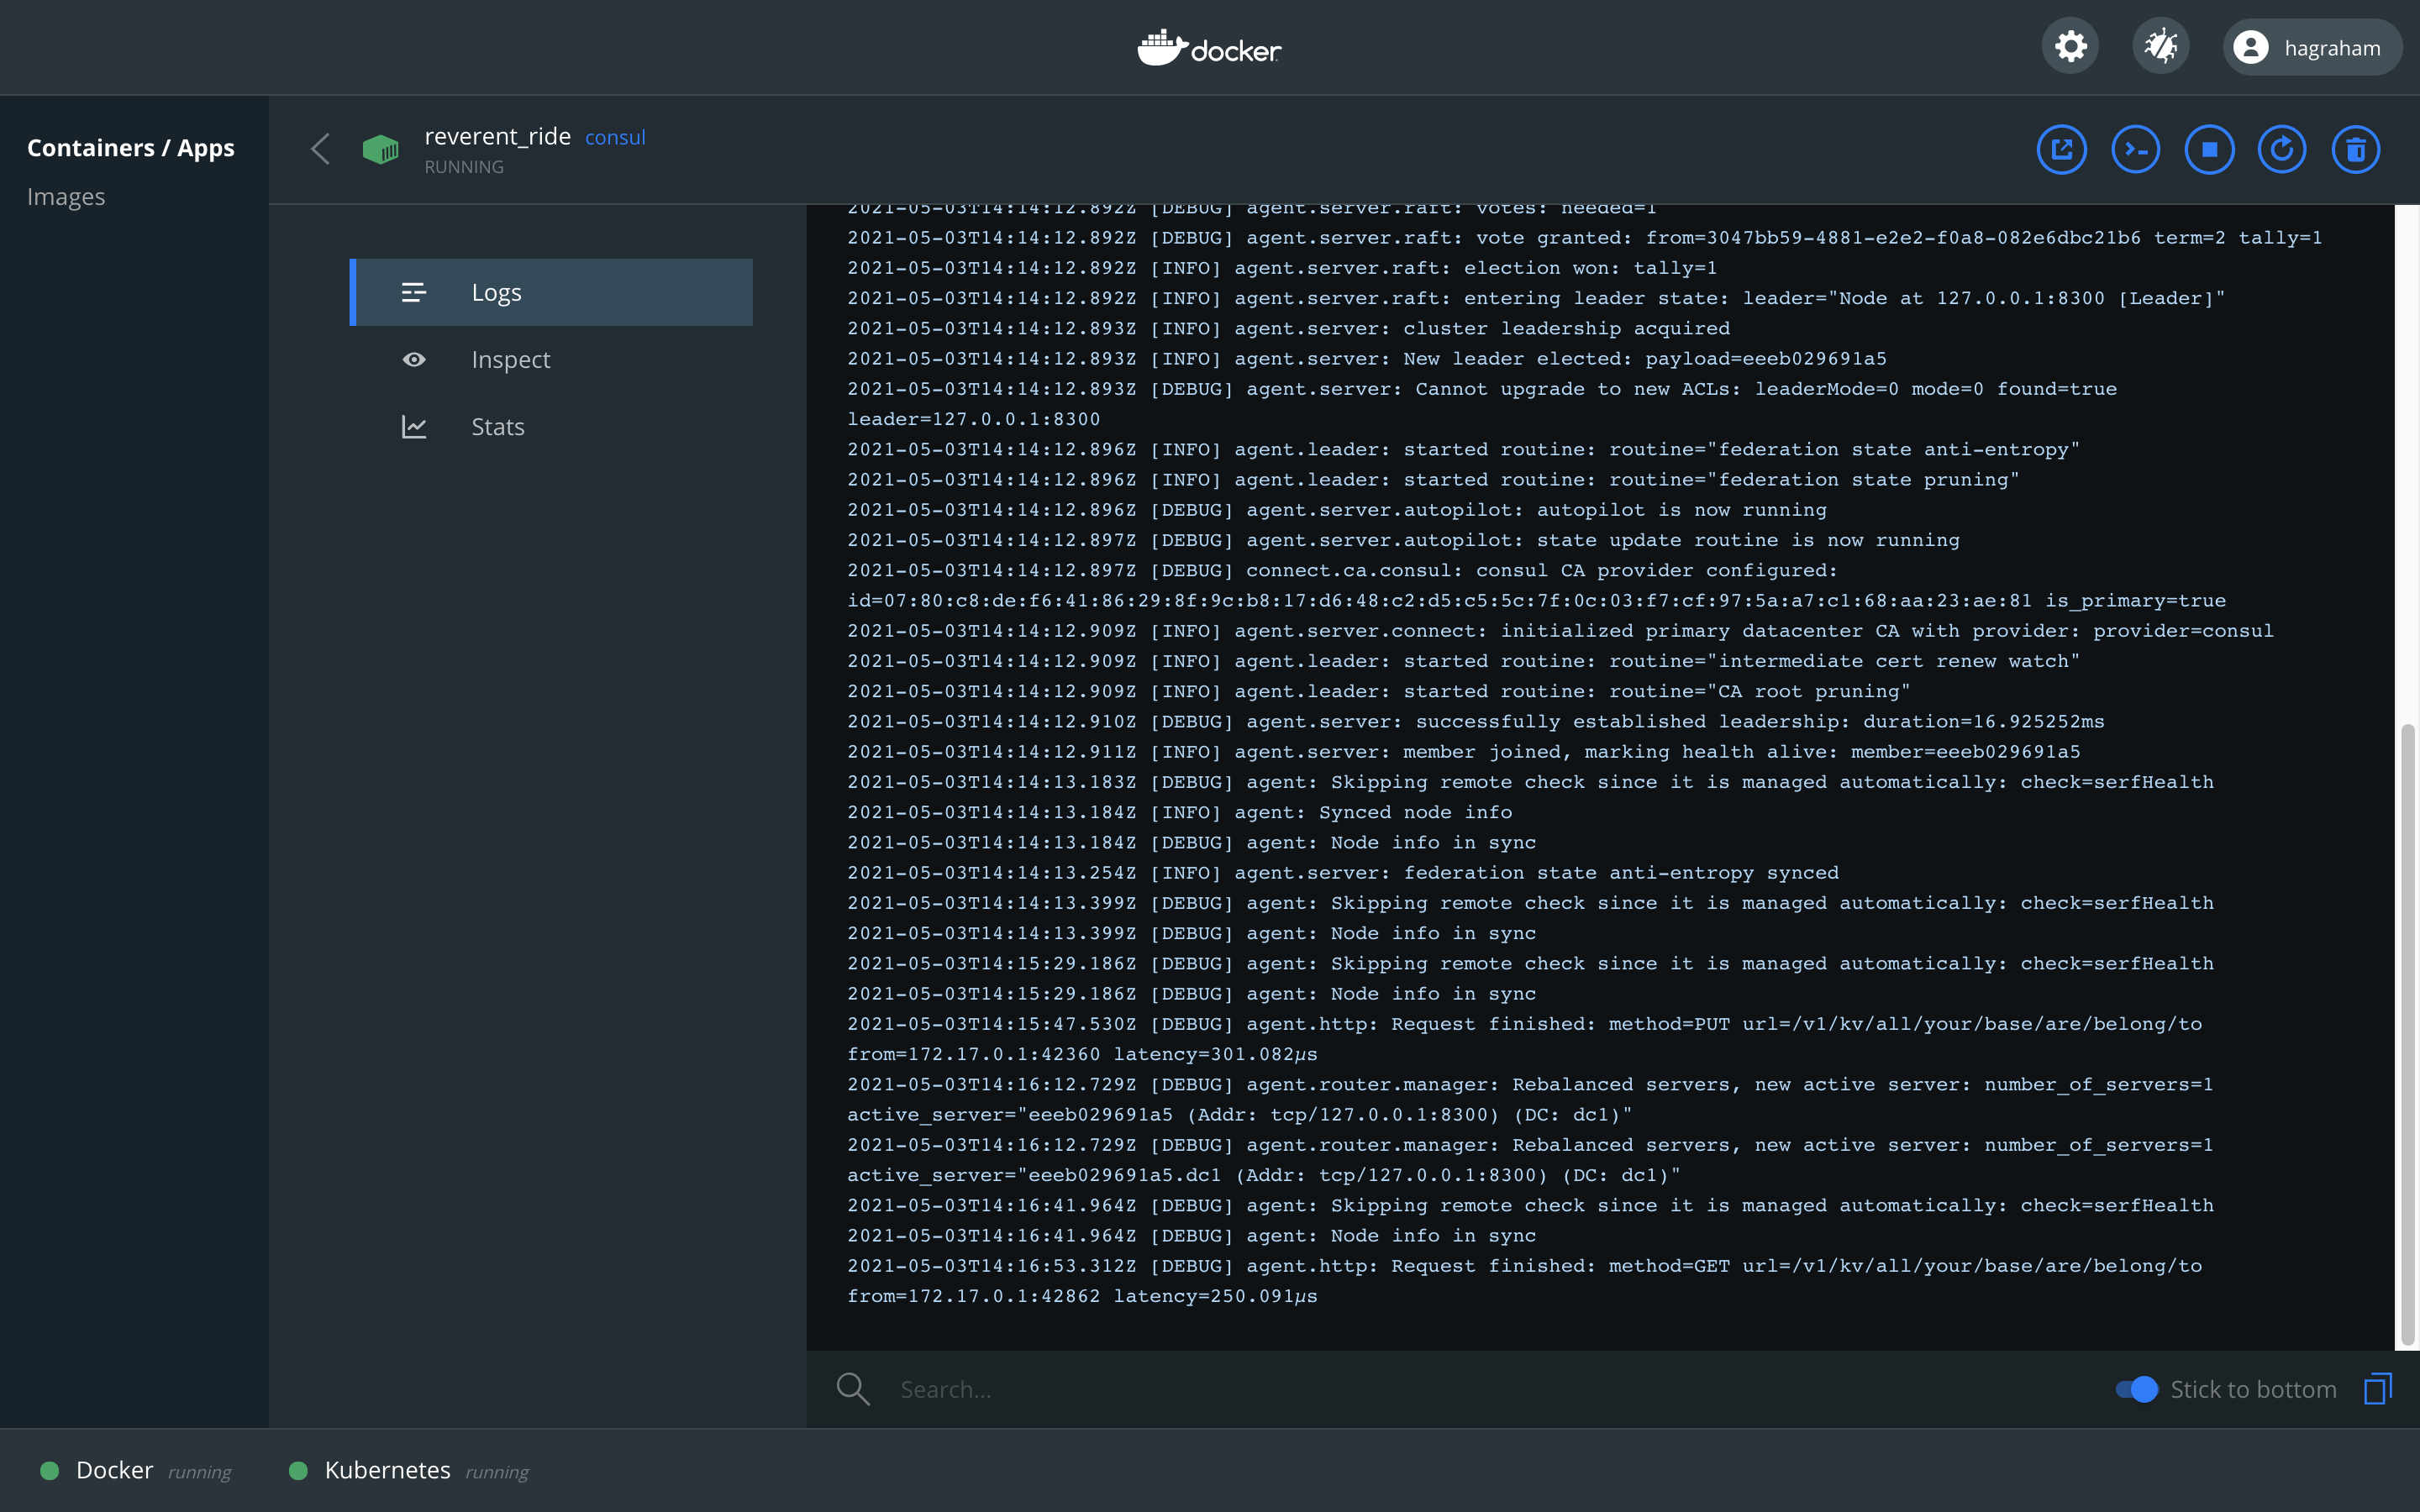 docker
hagraham
Containers / Apps
Images
reverent_ride consul
RUNNING
Logs
Inspect
Stats
2021-05-03T14:14:12.892Z [DEBUG] agent.server.raft: votes: needed=1
2021-05-03T14:14:12.892Z [DEBUG] agent.server.raft: vote granted: from=3047bb59-4881-e2e2-f0a8-082e6dbc21b6 term=2 tally=1
2021-05-03T14:14:12.892Z [INFO] agent.server.raft: election won: tally=1
2021-05-03T14:14:12.892Z [INFO] agent.server.raft: entering leader state: leader="Node at 127.0.0.1:8300 [Leader]"
2021-05-03T14:14:12.893Z [INFO] agent.server: cluster leadership acquired
2021-05-03T14:14:12.893Z [INFO] agent.server: New leader elected: payload=eeeb029691a5
2021-05-03T14:14:12.893Z [DEBUG] agent.server: Cannot upgrade to new ACLs: leaderMode=0 mode=0 found=true
leader=127.0.0.1:8300
2021-05-03T14:14:12.896Z [INFO] agent.leader: started routine: routine="federation state anti-entropy"
2021-05-03T14:14:12.896Z [INFO] agent.leader: started routine: routine="federation state pruning"
2021-05-03T14:14:12.896Z [DEBUG] agent.server.autopilot: autopilot is now running
2021-05-03T14:14:12.897Z [DEBUG] agent.server.autopilot: state update routine is now running
2021-05-03T14:14:12.897Z [DEBUG] connect.ca.consul: consul CA provider configured:
id=07:80:c8:de:f6:41:86:29:8f:9c:b8:17:d6:48:c2:d5:c5:5c:7f:0c:03:f7:cf:97:5a:a7:c1:68:aa:23:ae:81 is_primary=true
2021-05-03T14:14:12.909Z [INFO] agent.server.connect: initialized primary datacenter CA with provider: provider=consul
2021-05-03T14:14:12.909Z [INFO] agent.leader: started routine: routine="intermediate cert renew watch"
2021-05-03T14:14:12.909Z [INFO] agent.leader: started routine: routine="CA root pruning"
2021-05-03T14:14:12.910Z [DEBUG] agent.server: successfully established leadership: duration=16.925252ms
2021-05-03T14:14:12.911Z [INFO] agent.server: member joined, marking health alive: member=eeeb029691a5
2021-05-03T14:14:13.183Z [DEBUG] agent: Skipping remote check since it is managed automatically: check=serfHealth
2021-05-03T14:14:13.184Z [INFO] agent: Synced node info
2021-05-03T14:14:13.184Z [DEBUG] agent: Node info in sync
2021-05-03T14:14:13.254Z [INFO] agent.server: federation state anti-entropy synced
2021-05-03T14:14:13.399Z [DEBUG] agent: Skipping remote check since it is managed automatically: check=serfHealth
2021-05-03T14:14:13.399Z [DEBUG] agent: Node info in sync
2021-05-03T14:15:29.186Z [DEBUG] agent: Skipping remote check since it is managed automatically: check=serfHealth
2021-05-03T14:15:29.186Z [DEBUG] agent: Node info in sync
2021-05-03T14:15:47.530Z [DEBUG] agent.http: Request finished: method=PUT url=/v1/kv/all/your/base/are/belong/to
from=172.17.0.1:42360 latency=301.082µs
2021-05-03T14:16:12.729Z [DEBUG] agent.router.manager: Rebalanced servers, new active server: number_of_servers=1
active_server="eeeb029691a5 (Addr: tcp/127.0.0.1:8300) (DC: dc1)"
2021-05-03T14:16:12.729Z [DEBUG] agent.router.manager: Rebalanced servers, new active server: number_of_servers=1
active_server="eeeb029691a5.dc1 (Addr: tcp/127.0.0.1:8300) (DC: dc1)"
2021-05-03T14:16:41.964Z [DEBUG] agent: Skipping remote check since it is managed automatically: check=serfHealth
2021-05-03T14:16:41.964Z [DEBUG] agent: Node info in sync
2021-05-03T14:16:53.312Z [DEBUG] agent.http: Request finished: method=GET url=/v1/kv/all/your/base/are/belong/to
from=172.17.0.1:42862 latency=250.091µs
Search...
Stick to bottom
Docker running
Kubernetes running